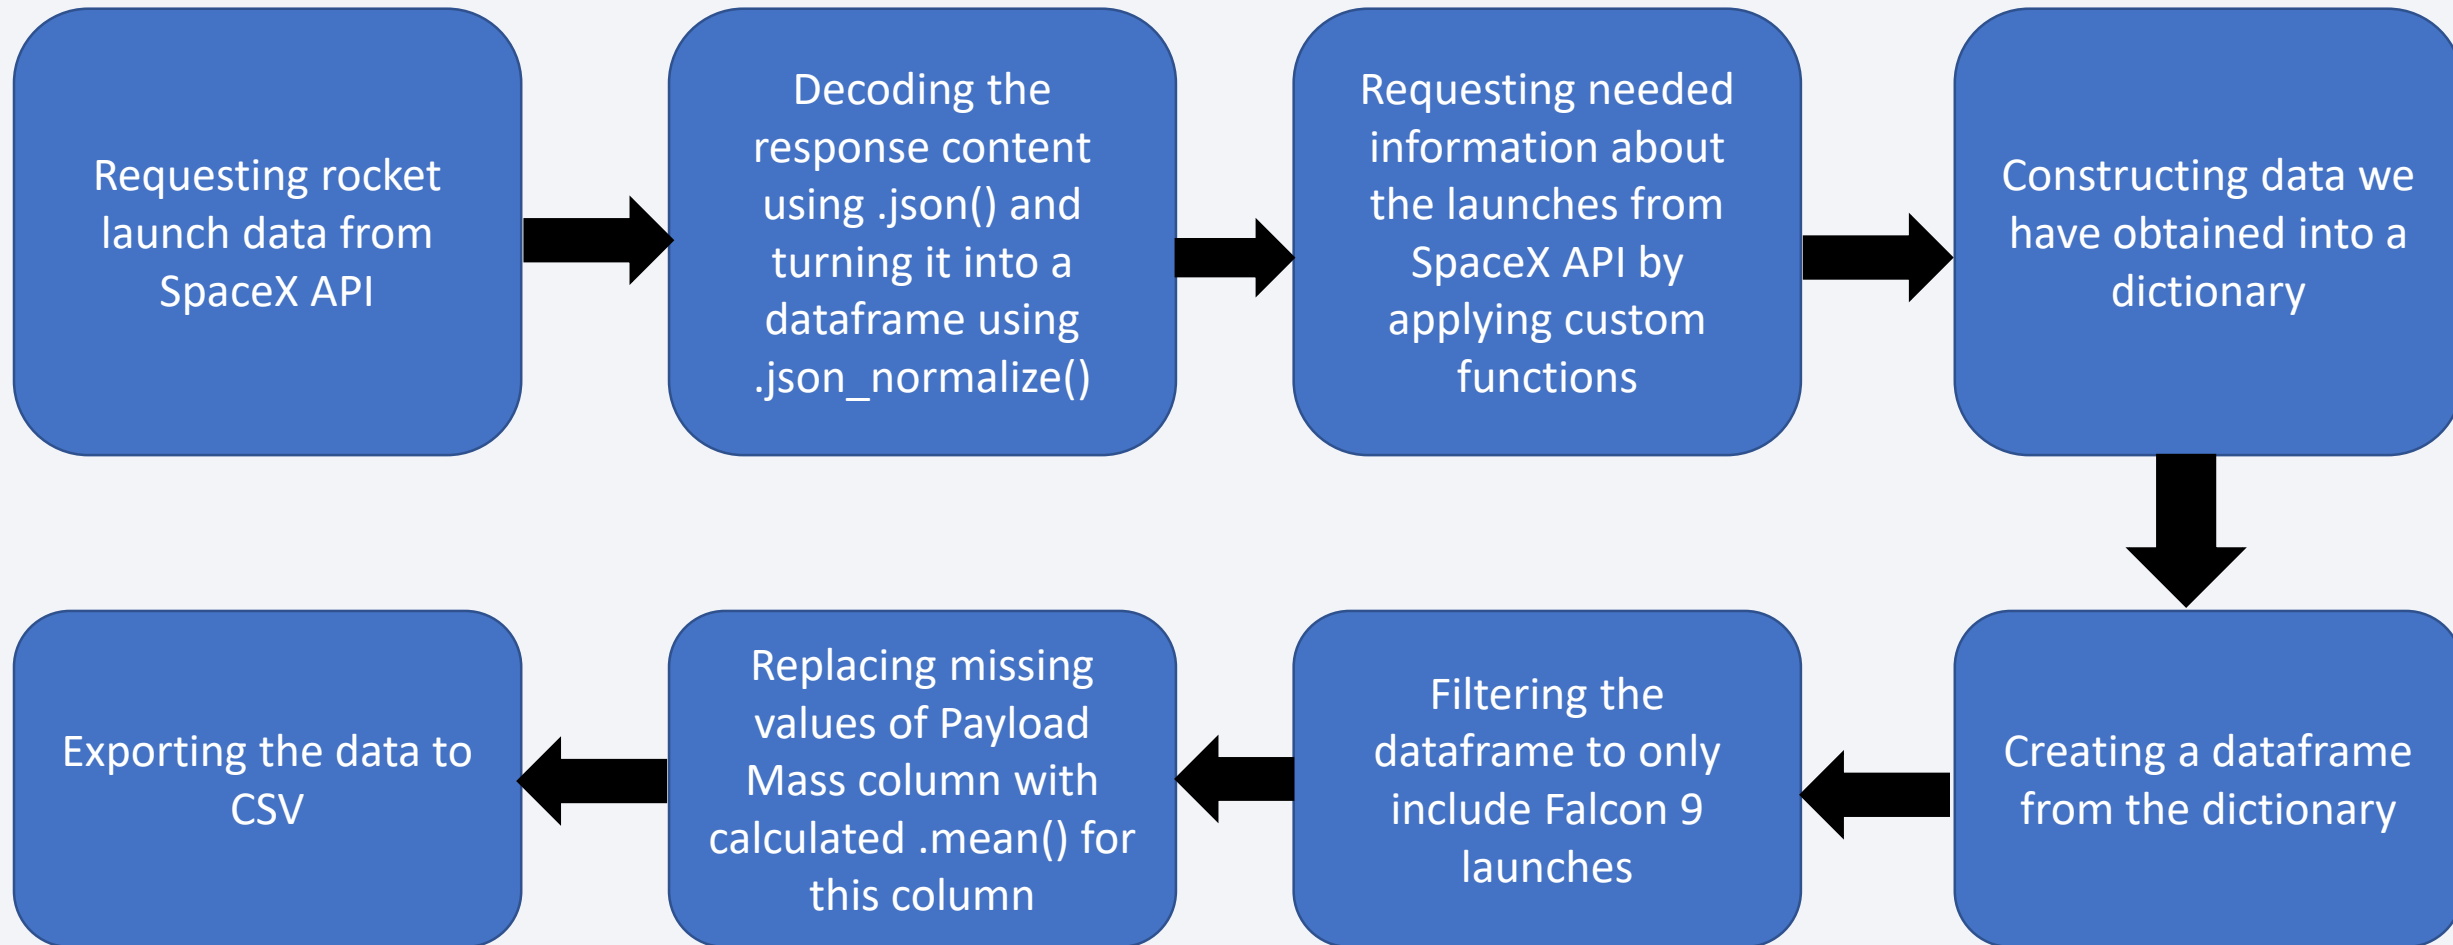 Requesting rocket
launch data from
SpaceX API
Decoding the
response content
using .json() and
turning it into a
dataframe using
.json_normalize()
Requesting needed
information about
the launches from
SpaceX API by
applying custom
functions
Constructing data we
have obtained into a
dictionary
Creating a dataframe
from the dictionary
Filtering the
dataframe to only
include Falcon 9
launches
Replacing missing
values of Payload
Mass column with
calculated .mean() for
this column
Exporting the data to
CSV